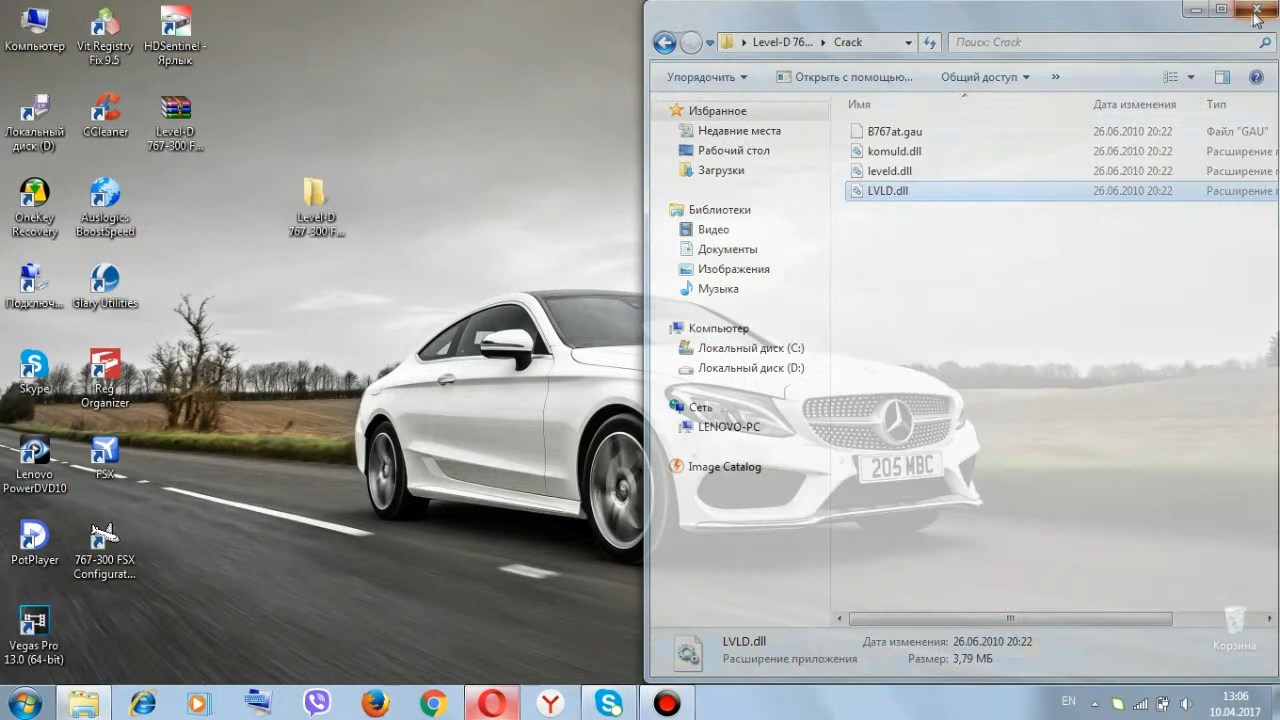 Компьютер
Vit Registry
Fix 9.5
HDSentinel -
Ярлык
Локальный
диск (D)
CCleaner
Level-D
767-300 F...
OneKey
Recovery
Auslogics
BoostSpeed
Level-D
767-300 F...
Подключ...
Glary Utilities
Skype
Reg
Organizer
Lenovo
PowerDVD10
FSX
PotPlayer
767-300 FSX
Configurat...
Vegas Pro
13.0 (64-bit)
Level-D 76...
Crack
Поиск: Crack
Упорядочить
Открыть с помощью...
Общий доступ
»
Избранное
Недавние места
Рабочий стол
Загрузки
Библиотеки
Видео
Документы
Изображения
Музыка
Компьютер
Локальный диск (C:)
Локальный диск (D:)
Сеть
LENOVO-PC
Image Catalog
Имя
Дата изменения
Тип
B767at.gau
26.06.2010 20:22
Файл "GAU"
komuld.dll
26.06.2010 20:22
Расширение
leveld.dll
26.06.2010 20:22
Расширение
LVLD.dll
26.06.2010 20:22
Расширение
205 MBC
LVLD.dll
Дата изменения: 26.06.2010 20:22
Расширение приложения
Размер: 3,79 МБ
Корзина
EN
13:06
10.04.2017